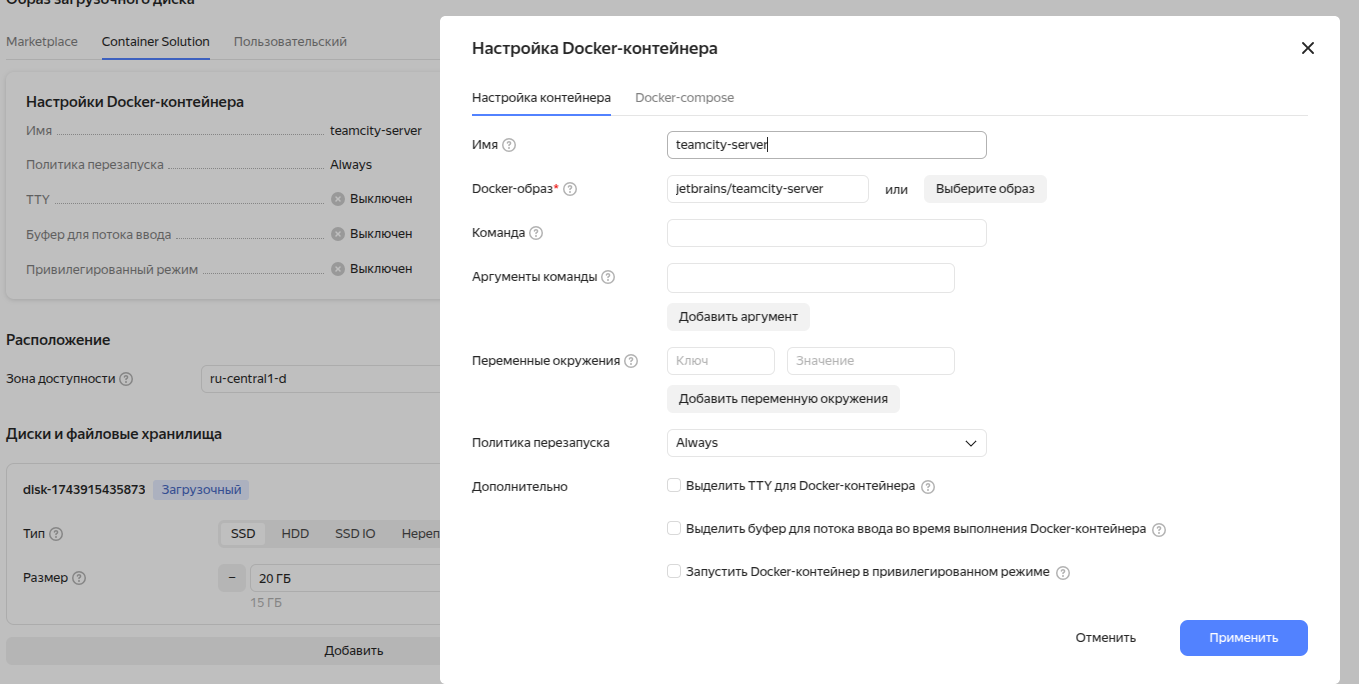 Образ загрузочного диска
Marketplace Container Solution Пользовательский
Настройки Docker-контейнера
Имя teamcity-server
Политика перезапуска Always
TTY Выключен
Буфер для потока ввода Выключен
Привилегированный режим Выключен
Расположение
Зона доступности ru-central1-d
Диски и файловые хранилища
disk-1743915435873 Загрузочный
Тип SSD HDD SSD IO Нереп
Размер − 20 ГБ
15 ГБ
Добавить
Настройка Docker-контейнера
Настройка контейнера Docker-compose
Имя teamcity-server
Docker-образ* jetbrains/teamcity-server или Выберите образ
Команда
Аргументы команды
Добавить аргумент
Переменные окружения Ключ Значение
Добавить переменную окружения
Политика перезапуска Always
Дополнительно Выделить TTY для Docker-контейнера
Выделить буфер для потока ввода во время выполнения Docker-контейнера
Запустить Docker-контейнер в привилегированном режиме
Отменить Применить